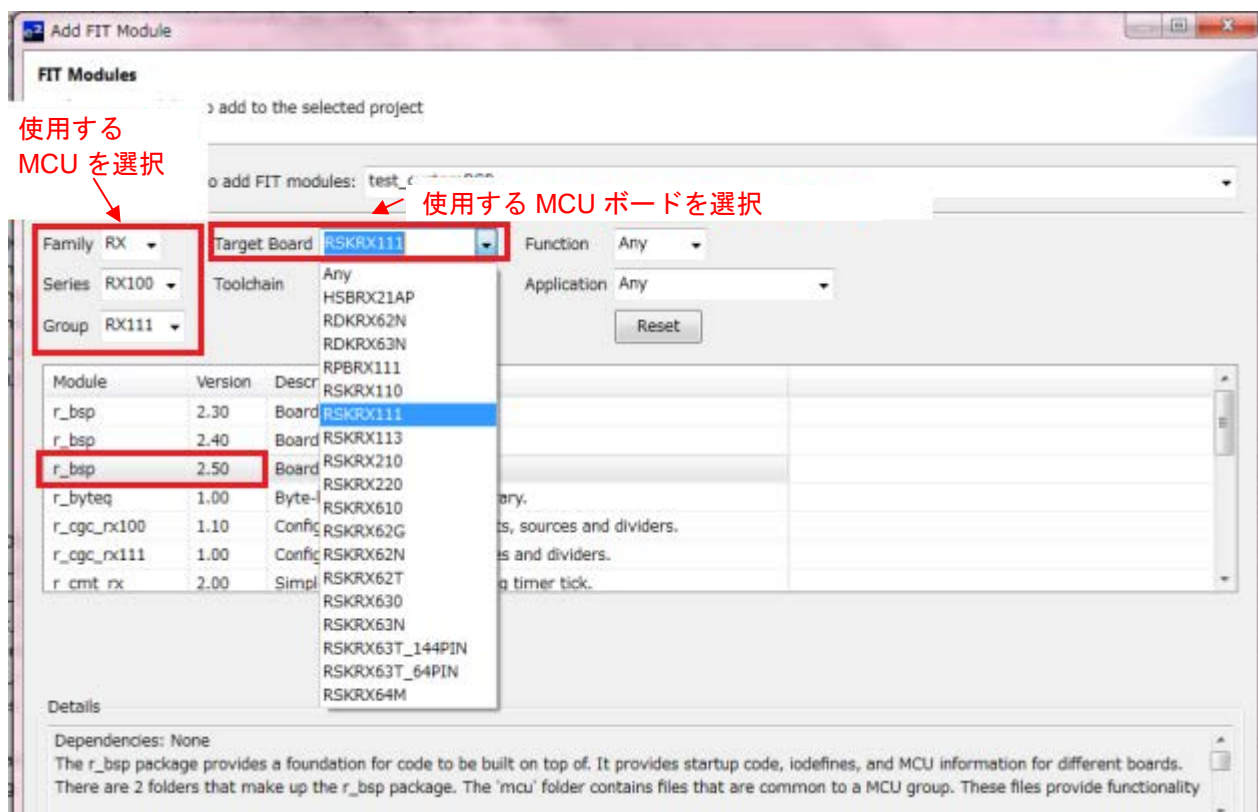 Add FIT Module
FIT Modules
add to the selected project
使用する
MCU を選択
o add FIT modules: test_
使用する MCU ボードを選択
Family RX Target Board RSKRX111 Function Any
Series RX100 Toolchain Application Any
Group RX111 Reset
Any
HSBRX21AP
RDKRX62N
RDKRX63N
RPBRX111
RSKRX110
RSKRX111
RSKRX113
RSKRX210
RSKRX220
RSKRX610
RSKRX62G
RSKRX62N
RSKRX62T
RSKRX630
RSKRX63N
RSKRX63T_144PIN
RSKRX63T_64PIN
RSKRX64M
Module Version Descr
r_bsp 2.30 Board
r_bsp 2.40 Board
r_bsp 2.50 Board
r_byteq 1.00 Byte- ary.
r_cgc_rx100 1.10 Config ts, sources and dividers.
r_cgc_rx111 1.00 Config es and dividers.
r_cmt_rx 2.00 Simpl g timer tick.
Details
Dependencies: None
The r_bsp package provides a foundation for code to be built on top of. It provides startup code, iodefines, and MCU information for different boards.
There are 2 folders that make up the r_bsp package. The 'mcu' folder contains files that are common to a MCU group. These files provide functionality